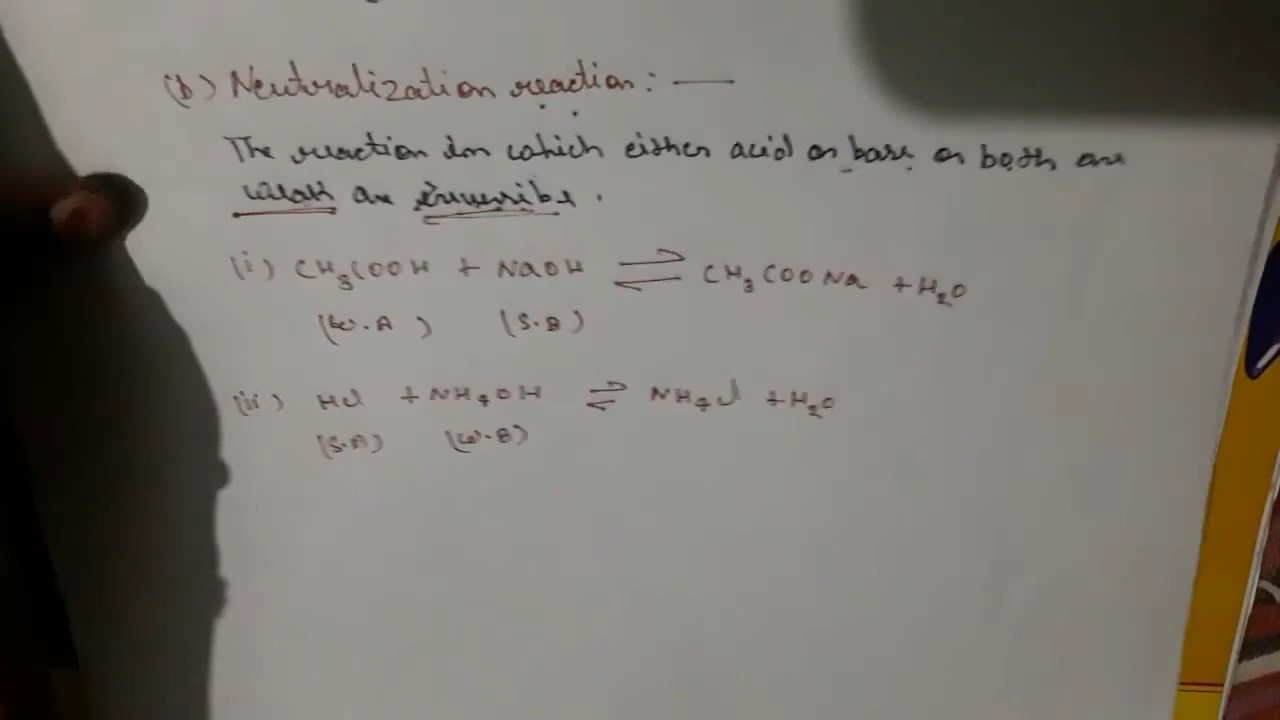 (b) Neutralization reaction: —
The reaction in which either acid or base or both are
weak are
(i) CH₃COOH + NaOH ⇌ CH₃COONa + H₂O
(W.A) (S.B)
(ii) HCl + NH₄OH ⇌ NH₄Cl + H₂O
(S.A) (W.B)